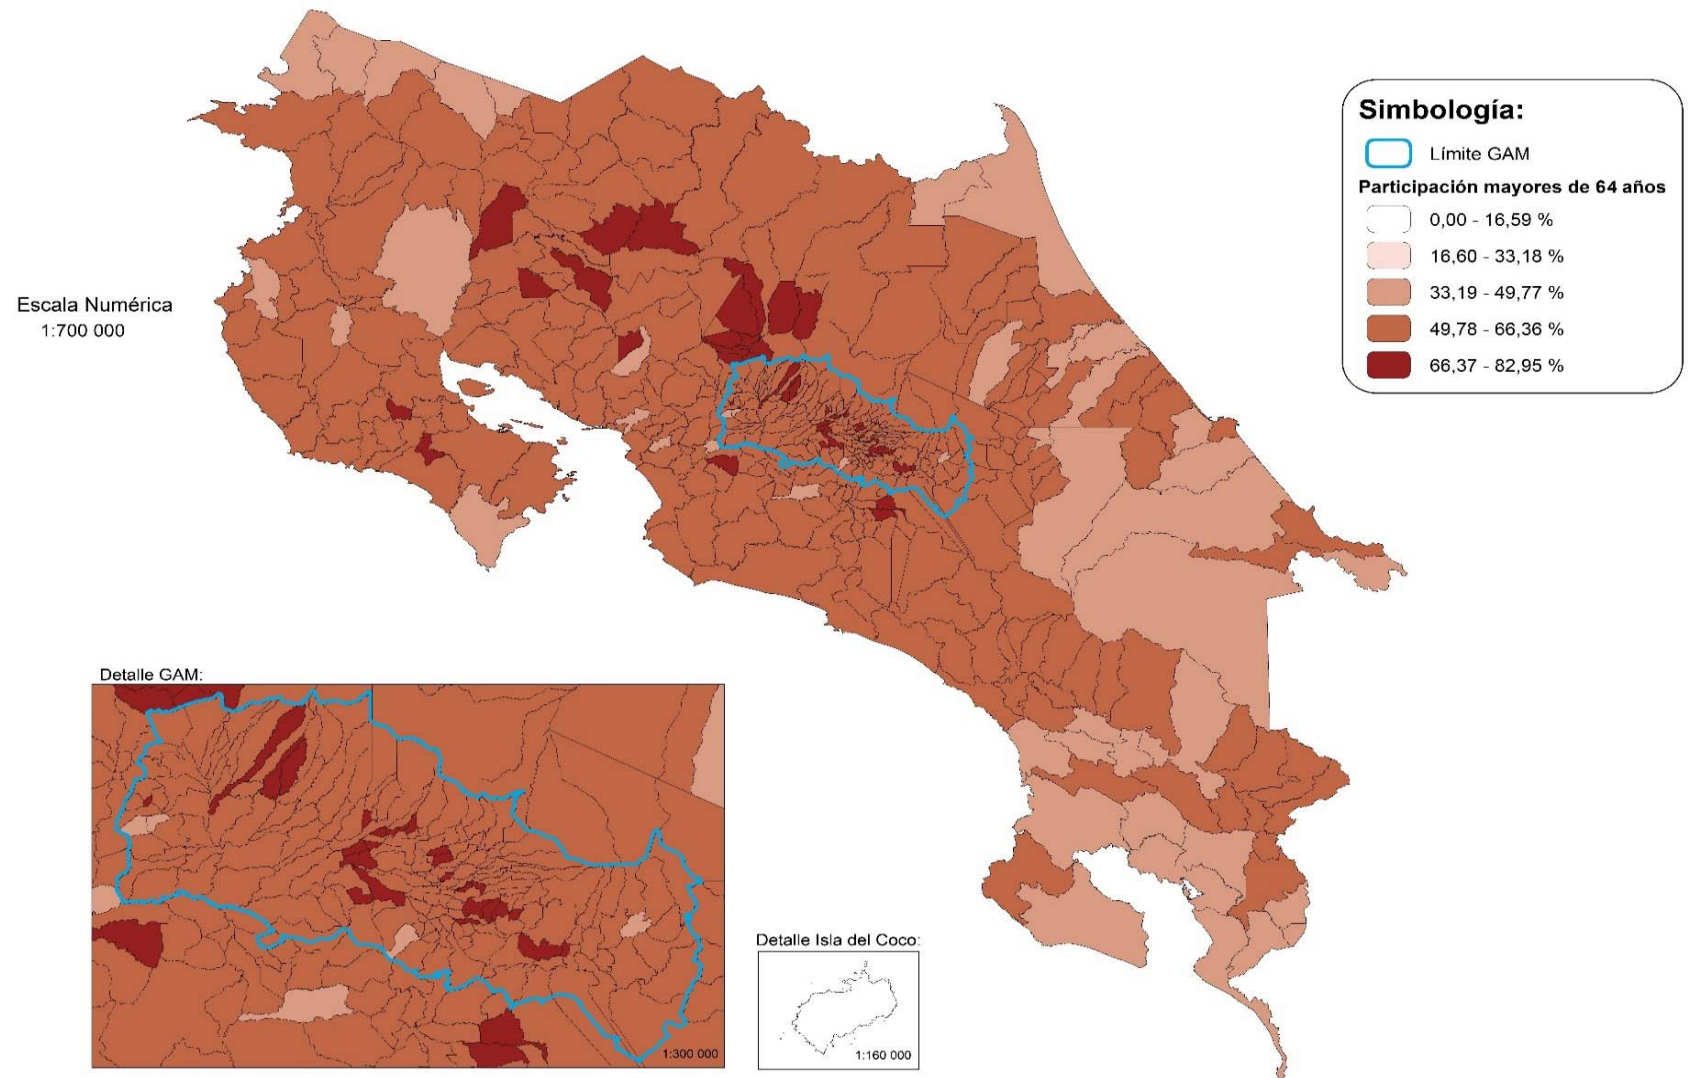 Simbología:
Límite GAM
Participación mayores de 64 años
0,00 - 16,59 %
16,60 - 33,18 %
33,19 - 49,77 %
49,78 - 66,36 %
66,37 - 82,95 %
Escala Numérica
1:700 000
Detalle GAM:
1:300 000
Detalle Isla del Coco:
1:160 000